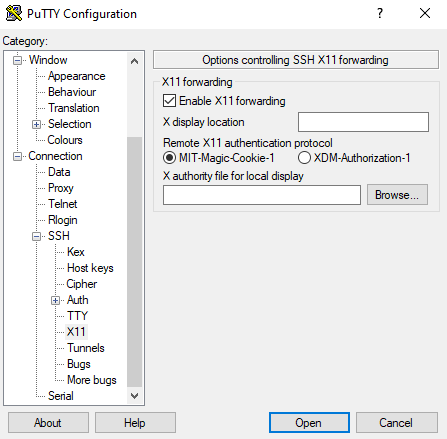 PuTTY Configuration
?
Category:
Window
Appearance
Behaviour
Translation
Selection
Colours
Connection
Data
Proxy
Telnet
Rlogin
SSH
Kex
Host keys
Cipher
Auth
TTY
X11
Tunnels
Bugs
More bugs
Serial
Options controlling SSH X11 forwarding
X11 forwarding
Enable X11 forwarding
X display location
Remote X11 authentication protocol
MIT-Magic-Cookie-1 XDM-Authorization-1
X authority file for local display
Browse...
About Help Open Cancel